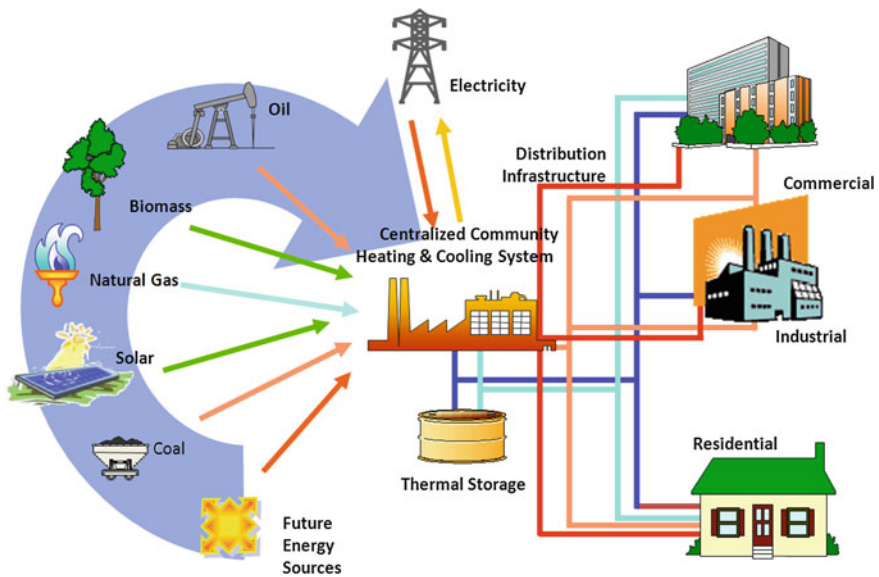 Oil
Electricity
Biomass
Distribution
Infrastructure
Commercial
Centralized Community
Heating & Cooling System
Natural Gas
Industrial
Solar
Coal
Residential
Thermal Storage
Future
Energy
Sources